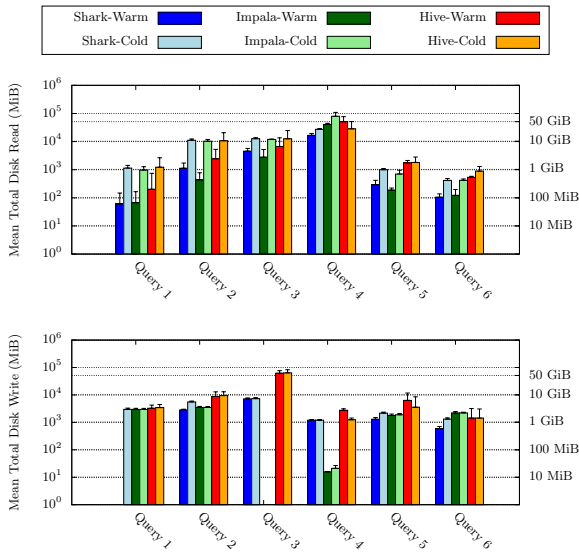 Shark-Warm Impala-Warm Hive-Warm
Shark-Cold Impala-Cold Hive-Cold
Mean Total Disk Read (MiB)
10^6
10^5
10^4
10^3
10^2
10^1
10^0
50 GiB
10 GiB
1 GiB
100 MiB
10 MiB
Query 1 Query 2 Query 3 Query 4 Query 5 Query 6
Mean Total Disk Write (MiB)
10^6
10^5
10^4
10^3
10^2
10^1
10^0
50 GiB
10 GiB
1 GiB
100 MiB
10 MiB
Query 1 Query 2 Query 3 Query 4 Query 5 Query 6